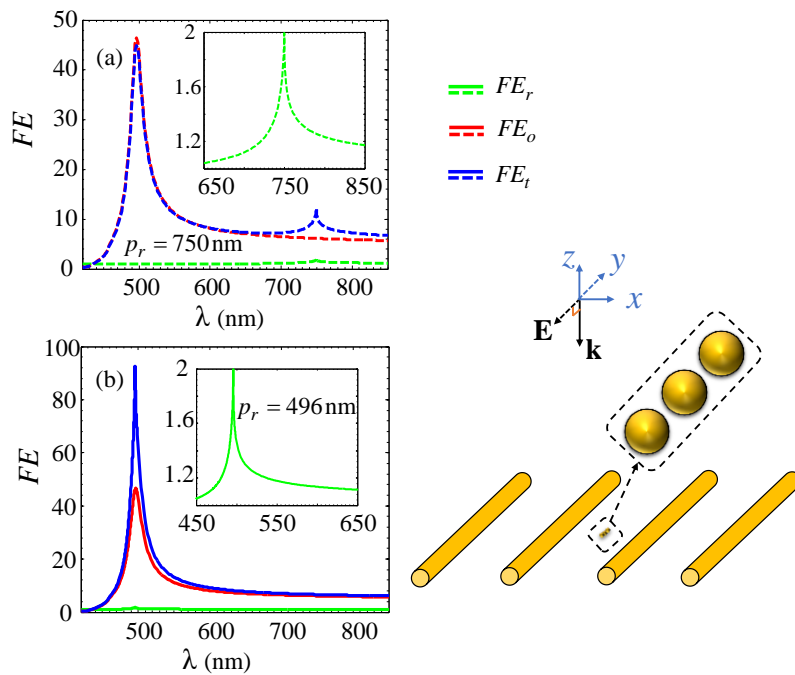 (a)
FE
50
40
30
20
10
0
500
600
700
800
λ (nm)
p_r = 750 nm
2
1.6
1.2
650
750
850
FE_r
FE_o
FE_t
(b)
FE
100
80
60
40
20
0
500
600
700
800
λ (nm)
p_r = 496 nm
2
1.6
1.2
450
550
650
z
y
x
E
k